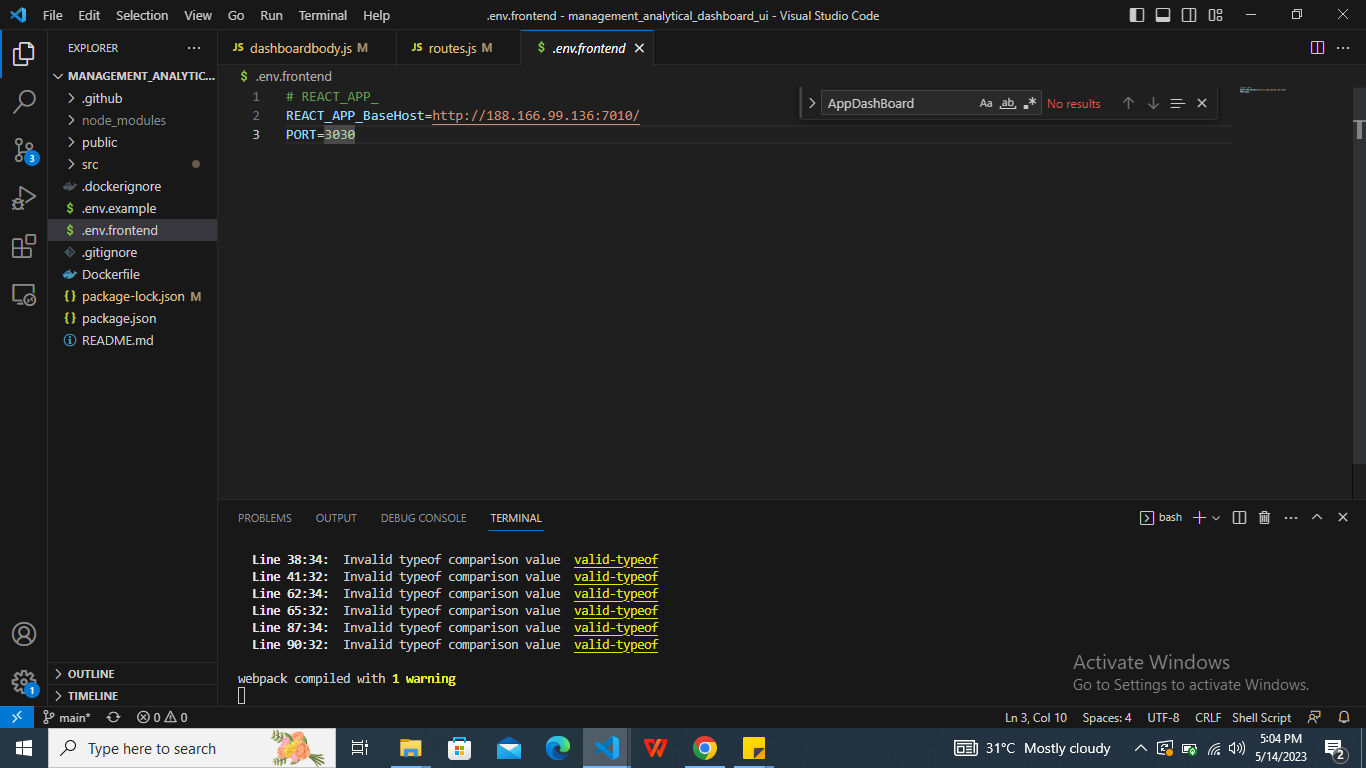 File Edit Selection View Go Run Terminal Help
.env.frontend - management_analytical_dashboard_ui - Visual Studio Code
EXPLORER
MANAGEMENT_ANALYTIC...
.github
node_modules
public
src
.dockerignore
$ .env.example
$ .env.frontend
.gitignore
Dockerfile
{} package-lock.json M
{} package.json
README.md
OUTLINE
TIMELINE
JS dashboardbody.js M
JS routes.js M
$ .env.frontend
$ .env.frontend
1 # REACT_APP_
2 REACT_APP_BaseHost=http://188.166.99.136:7010/
3 PORT=3030
AppDashBoard Aa ab .* No results
PROBLEMS OUTPUT DEBUG CONSOLE TERMINAL
bash
Line 38:34: Invalid typeof comparison value valid-typeof
Line 41:32: Invalid typeof comparison value valid-typeof
Line 62:34: Invalid typeof comparison value valid-typeof
Line 65:32: Invalid typeof comparison value valid-typeof
Line 87:34: Invalid typeof comparison value valid-typeof
Line 90:32: Invalid typeof comparison value valid-typeof
webpack compiled with 1 warning
Activate Windows
Go to Settings to activate Windows.
3
1
main* 0 0
Ln 3, Col 10 Spaces: 4 UTF-8 CRLF Shell Script
Type here to search
31°C Mostly cloudy
5:04 PM
5/14/2023
2